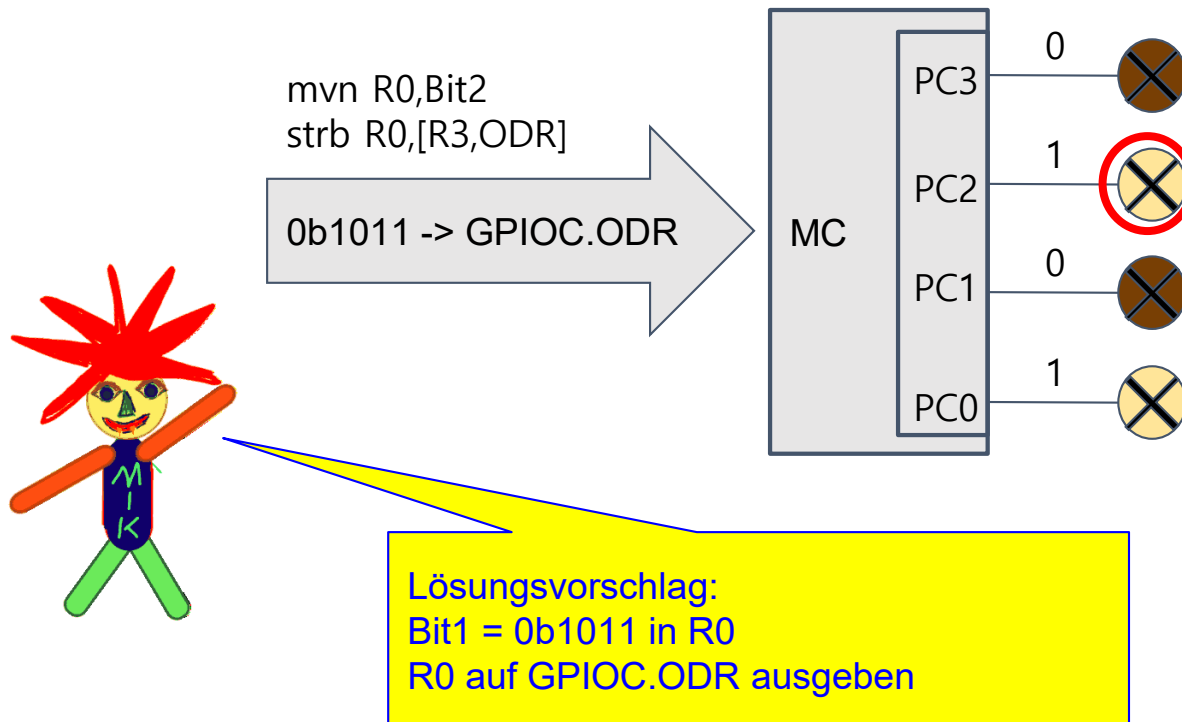 mvn R0,Bit2
strb R0,[R3,ODR]
0b1011 -> GPIOC.ODR
MC
PC3
0
PC2
1
PC1
0
PC0
1
MIK
Lösungsvorschlag:
Bit1 = 0b1011 in R0
R0 auf GPIOC.ODR ausgeben